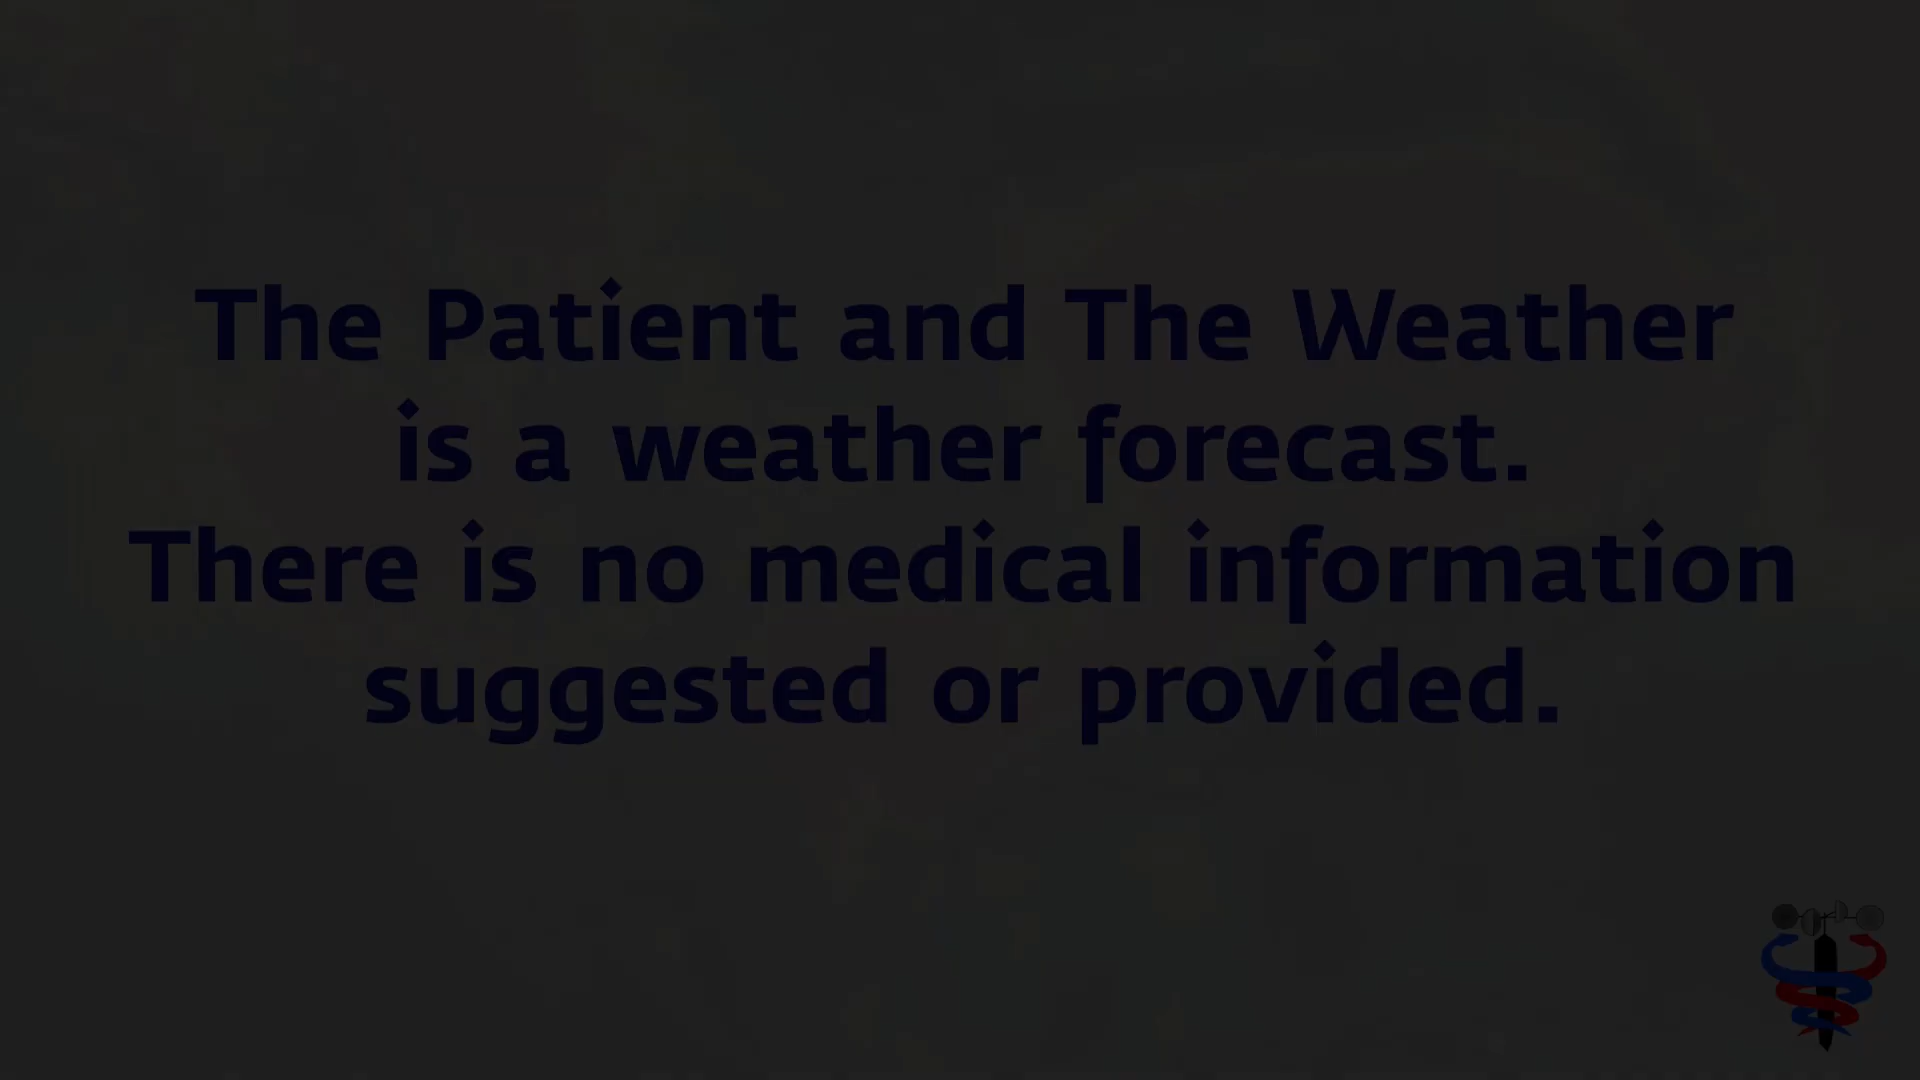 The Patient and The Weather
is a weather forecast.
There is no medical information
suggested or provided.